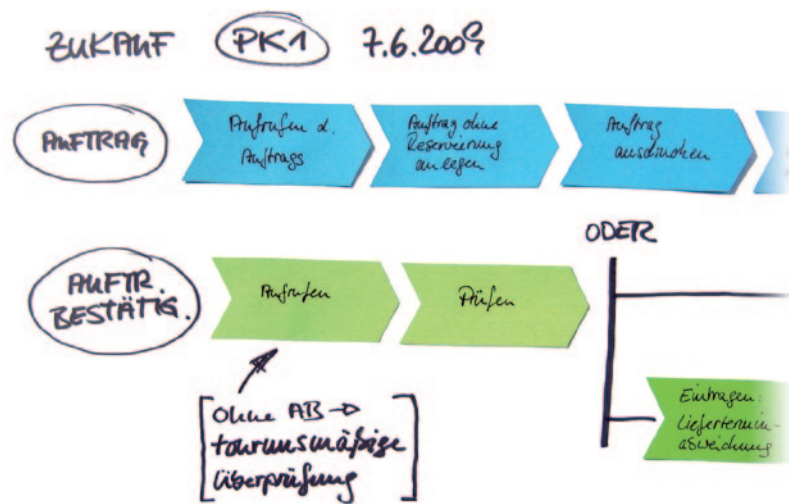 ZUKAUF PK1 7.6.2009
AUFTRAG
Aufrufen d.
Auftrags
Auftrag ohne
Reservierung
anlegen
Auftrag
ausdrucken
ODER
AUFTR.
BESTÄTIG.
Aufrufen
Prüfen
Eintragen:
Liefertermin-
abweichung
[ohne AB →
tournusmäßige
Überprüfung]